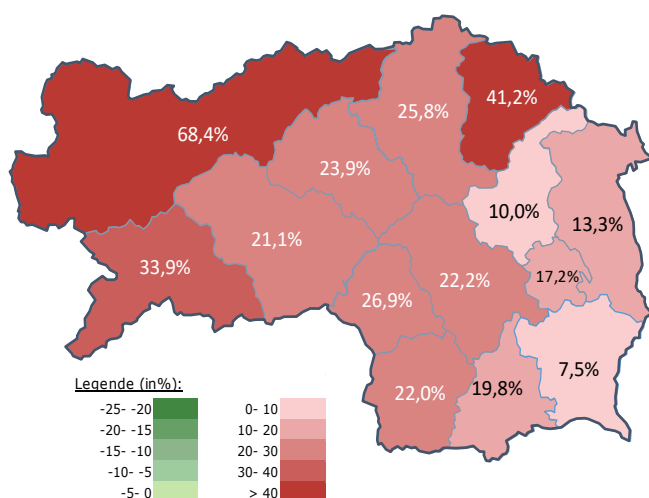 25,8%
41,2%
68,4%
23,9%
10,0%
13,3%
21,1%
33,9%
22,2%
17,2%
26,9%
7,5%
22,0%
19,8%
Legende (in%):
-25- -20 0- 10
-20- -15 10- 20
-15- -10 20- 30
-10- -5 30- 40
-5- 0 > 40